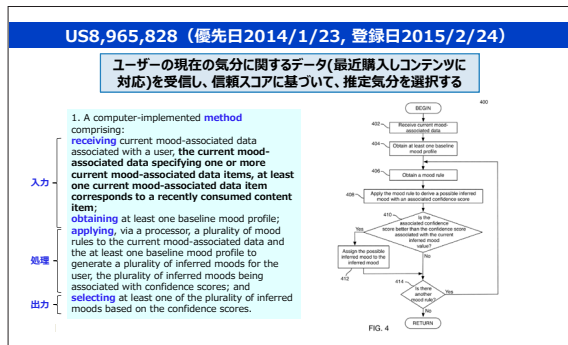 US8,965,828（優先日2014/1/23, 登録日2015/2/24）
ユーザーの現在の気分に関するデータ(最近購入しコンテンツに
対応)を受信し、信頼スコアに基づいて、推定気分を選択する
入力
処理
出力
1. A computer-implemented method
comprising:
receiving current mood-associated data
associated with a user, the current mood-
associated data specifying one or more
current mood-associated data items, at least
one current mood-associated data item
corresponds to a recently consumed content
item;
obtaining at least one baseline mood profile;
applying, via a processor, a plurality of mood
rules to the current mood-associated data and
the at least one baseline mood profile to
generate a plurality of inferred moods for the
user, the plurality of inferred moods being
associated with confidence scores; and
selecting at least one of the plurality of inferred
moods based on the confidence scores.
400
BEGIN
402
Receive current mood-
associated data
404
Obtain at least one baseline
mood profile
406
Obtain a mood rule
408
Apply the mood rule to derive a possible inferred
mood with an associated confidence score
410
Is the
associated confidence
score better than the confidence score
associated with the current
inferred mood
value?
Yes
No
Assign the possible
inferred mood to the
inferred mood
412
414
Is there
another
mood rule?
Yes
No
RETURN
FIG. 4